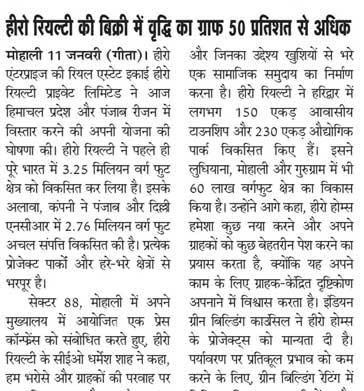 हीरो रियल्टी की बिक्री में वृद्धि का ग्राफ 50 प्रतिशत से अधिक
मोहाली 11 जनवरी (गीता)। हीरो
एंटरप्राइज की रियल एस्टेट इकाई हीरो
रियल्टी प्राइवेट लिमिटेड ने आज
हिमाचल प्रदेश और पंजाब रीजन में
विस्तार करने की अपनी योजना की
घोषणा की। हीरो रियल्टी ने पहले ही
पूरे भारत में 3.25 मिलियन वर्ग फुट
क्षेत्र को विकसित कर लिया है। इसके
अलावा, कंपनी ने पंजाब और दिल्ली
एनसीआर में 2.76 मिलियन वर्ग फुट
अचल संपत्ति विकसित की है। प्रत्येक
प्रोजेक्ट पार्कों और हरे-भरे क्षेत्रों से
भरपूर है।
सेक्टर 88, मोहाली में अपने
मुख्यालय में आयोजित एक प्रेस
कॉन्फ्रेंस को संबोधित करते हुए, हीरो
रियल्टी के सीईओ धर्मेश शाह ने कहा,
हम भरोसे और ग्राहकों की परवाह पर
और जिनका उद्देश्य खुशियों से भरे
एक सामाजिक समुदाय का निर्माण
करना है। हीरो रियल्टी ने हरिद्वार में
लगभग 150 एकड़ आवासीय
टाउनशिप और 230 एकड़ औद्योगिक
पार्क विकसित किए हैं। इसने
लुधियाना, मोहाली और गुरुग्राम में भी
60 लाख वर्गफुट क्षेत्र का विकास
किया है। उन्होंने आगे कहा, हीरो होम्स
हमेशा कुछ नया करने और अपने
ग्राहकों को कुछ बेहतरीन पेश करने का
प्रयास करता है, क्योंकि यह अपने
काम के लिए ग्राहक-केंद्रित दृष्टिकोण
अपनाने में विश्वास करता है। इंडियन
ग्रीन बिल्डिंग काउंसिल ने हीरो होम्स
के प्रोजेक्ट्स को मान्यता दी है।
पर्यावरण पर प्रतिकूल प्रभाव को कम
करने के लिए, ग्रीन बिल्डिंग रेटिंग में